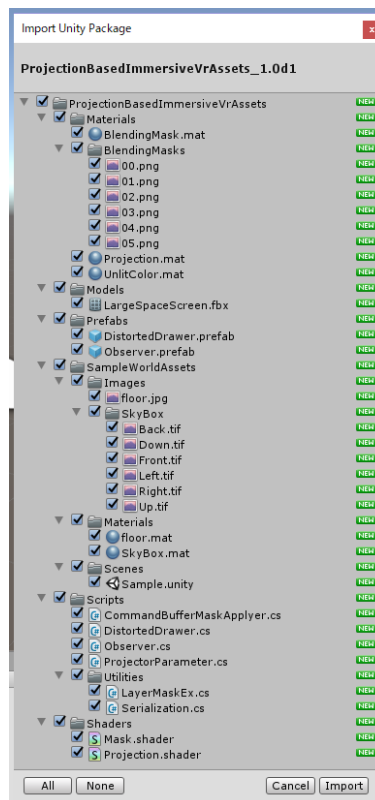 Import Unity Package
x
ProjectionBasedImmersiveVrAssets_1.0d1
ProjectionBasedImmersiveVrAssets NEW
Materials NEW
BlendingMask.mat NEW
BlendingMasks NEW
00.png NEW
01.png NEW
02.png NEW
03.png NEW
04.png NEW
05.png NEW
Projection.mat NEW
UnlitColor.mat NEW
Models NEW
LargeSpaceScreen.fbx NEW
Prefabs NEW
DistortedDrawer.prefab NEW
Observer.prefab NEW
SampleWorldAssets NEW
Images NEW
floor.jpg NEW
SkyBox NEW
Back.tif NEW
Down.tif NEW
Front.tif NEW
Left.tif NEW
Right.tif NEW
Up.tif NEW
Materials NEW
floor.mat NEW
SkyBox.mat NEW
Scenes NEW
Sample.unity NEW
Scripts NEW
CommandBufferMaskApplyer.cs NEW
DistortedDrawer.cs NEW
Observer.cs NEW
ProjectorParameter.cs NEW
Utilities NEW
LayerMaskEx.cs NEW
Serialization.cs NEW
Shaders NEW
Mask.shader NEW
Projection.shader NEW
All None Cancel Import